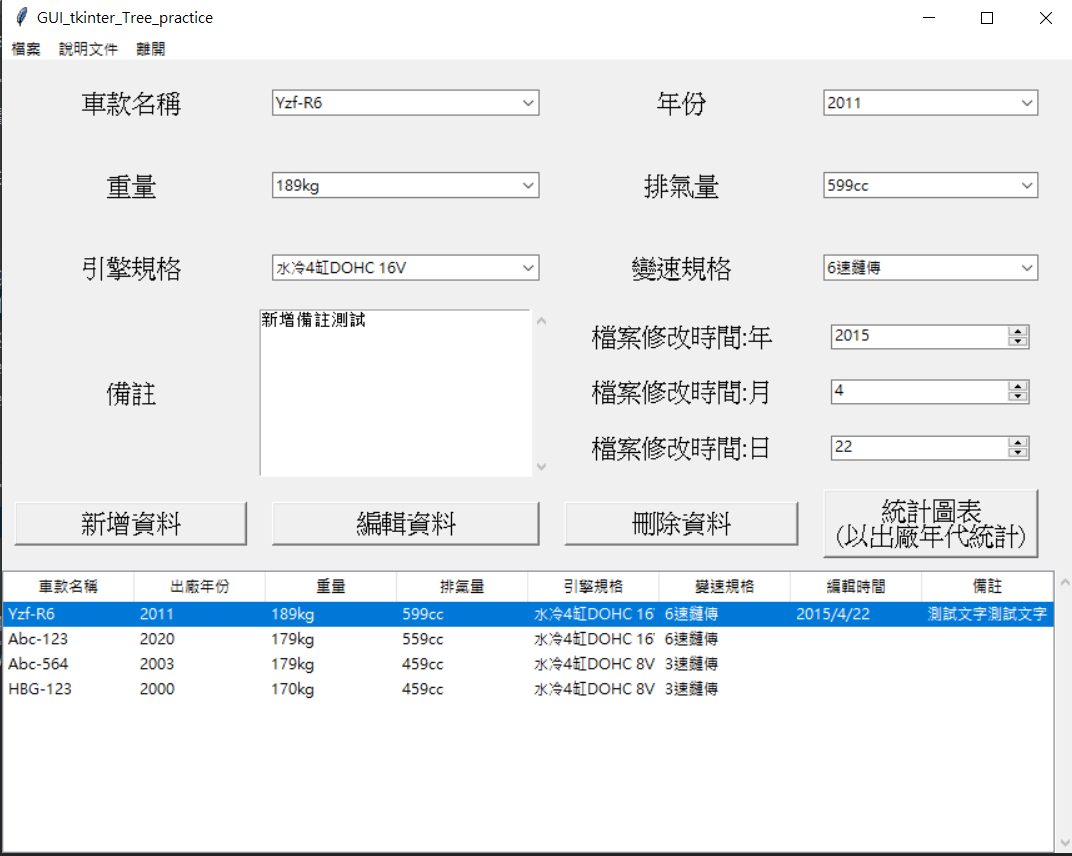 GUI_tkinter_Tree_practice
檔案 說明文件 離開
車款名稱 Yzf-R6 年份 2011
重量 189kg 排氣量 599cc
引擎規格 水冷4缸DOHC 16V 變速規格 6速鏈傳
新增備註測試
檔案修改時間:年 2015
備註
檔案修改時間:月 4
檔案修改時間:日 22
新增資料 編輯資料 刪除資料 統計圖表
(以出廠年代統計)
車款名稱 出廠年份 重量 排氣量 引擎規格 變速規格 編輯時間 備註
Yzf-R6 2011 189kg 599cc 水冷4缸DOHC 16 6速鏈傳 2015/4/22 測試文字測試文字
Abc-123 2020 179kg 559cc 水冷4缸DOHC 16 6速鏈傳
Abc-564 2003 179kg 459cc 水冷4缸DOHC 8V 3速鏈傳
HBG-123 2000 170kg 459cc 水冷4缸DOHC 8V 3速鏈傳